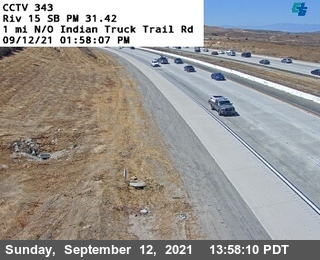 CCTV 343
Riv 15 SB PM 31.42
1 mi N/O Indian Truck Trail Rd
09/12/21 01:58:07 PM
Sunday, September 12, 2021 13:58:10 PDT